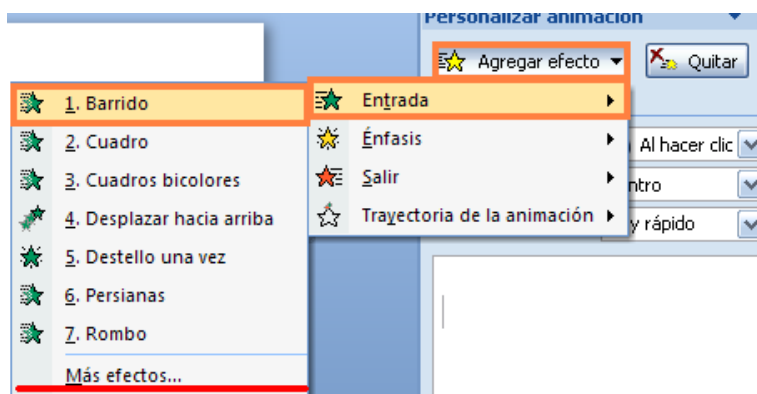 Personalizar animación
Agregar efecto
Quitar
1. Barrido
2. Cuadro
3. Cuadros bicolores
4. Desplazar hacia arriba
5. Destello una vez
6. Persianas
7. Rombo
Más efectos...
Entrada
Énfasis
Salir
Trayectoria de la animación
Al hacer clic
ntro
y rápido